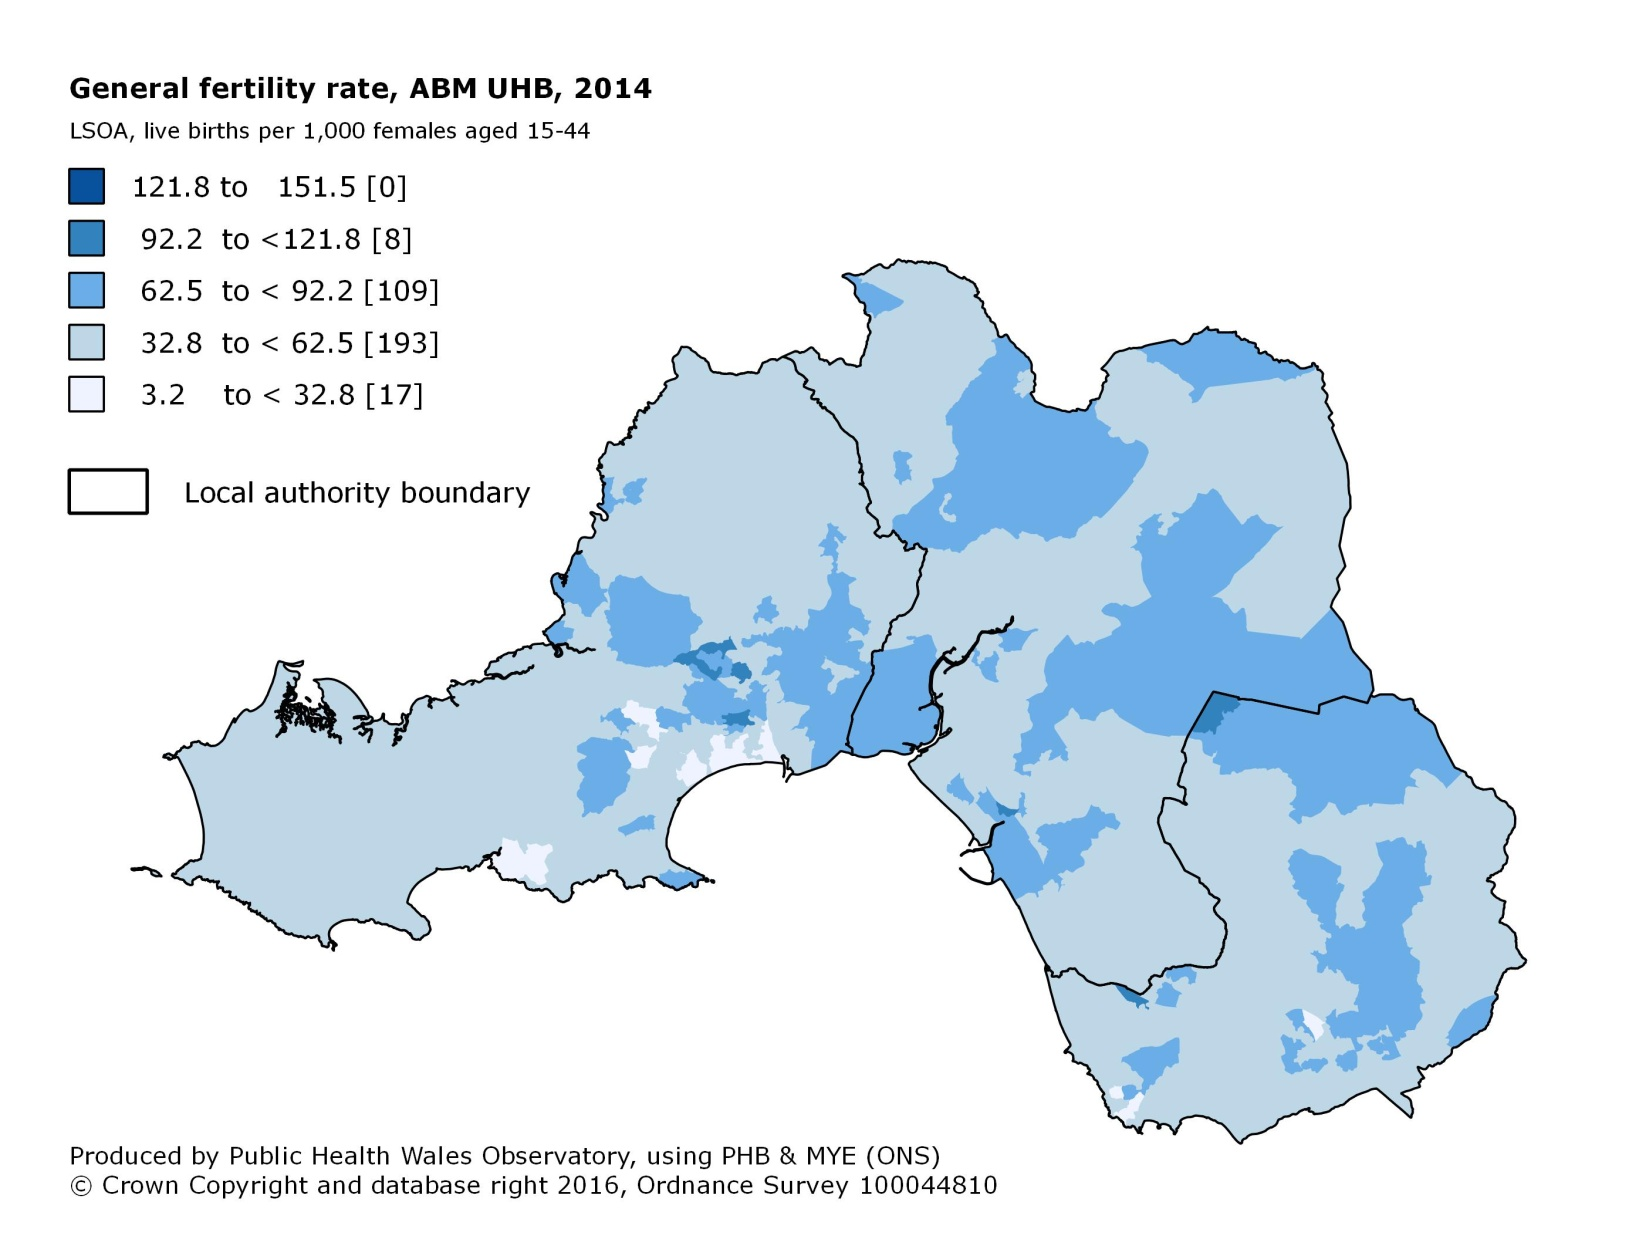 General fertility rate, ABM UHB, 2014
LSOA, live births per 1,000 females aged 15-44
121.8 to 151.5 [0]
92.2 to <121.8 [8]
62.5 to < 92.2 [109]
32.8 to < 62.5 [193]
3.2 to < 32.8 [17]
Local authority boundary
Produced by Public Health Wales Observatory, using PHB & MYE (ONS)
© Crown Copyright and database right 2016, Ordnance Survey 100044810